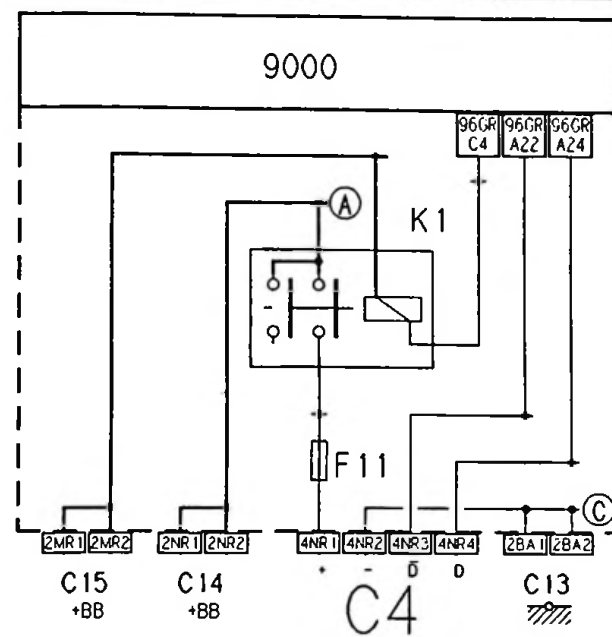 9000
96GR 96GR 96GR
C4 A22 A24
A
K1
F11
C
2MR1 2MR2 2NR1 2NR2 4NR1 4NR2 4NR3 4NR4 2BA1 2BA2
+ - D̅ D
C15 C14 C4 C13
+BB +BB